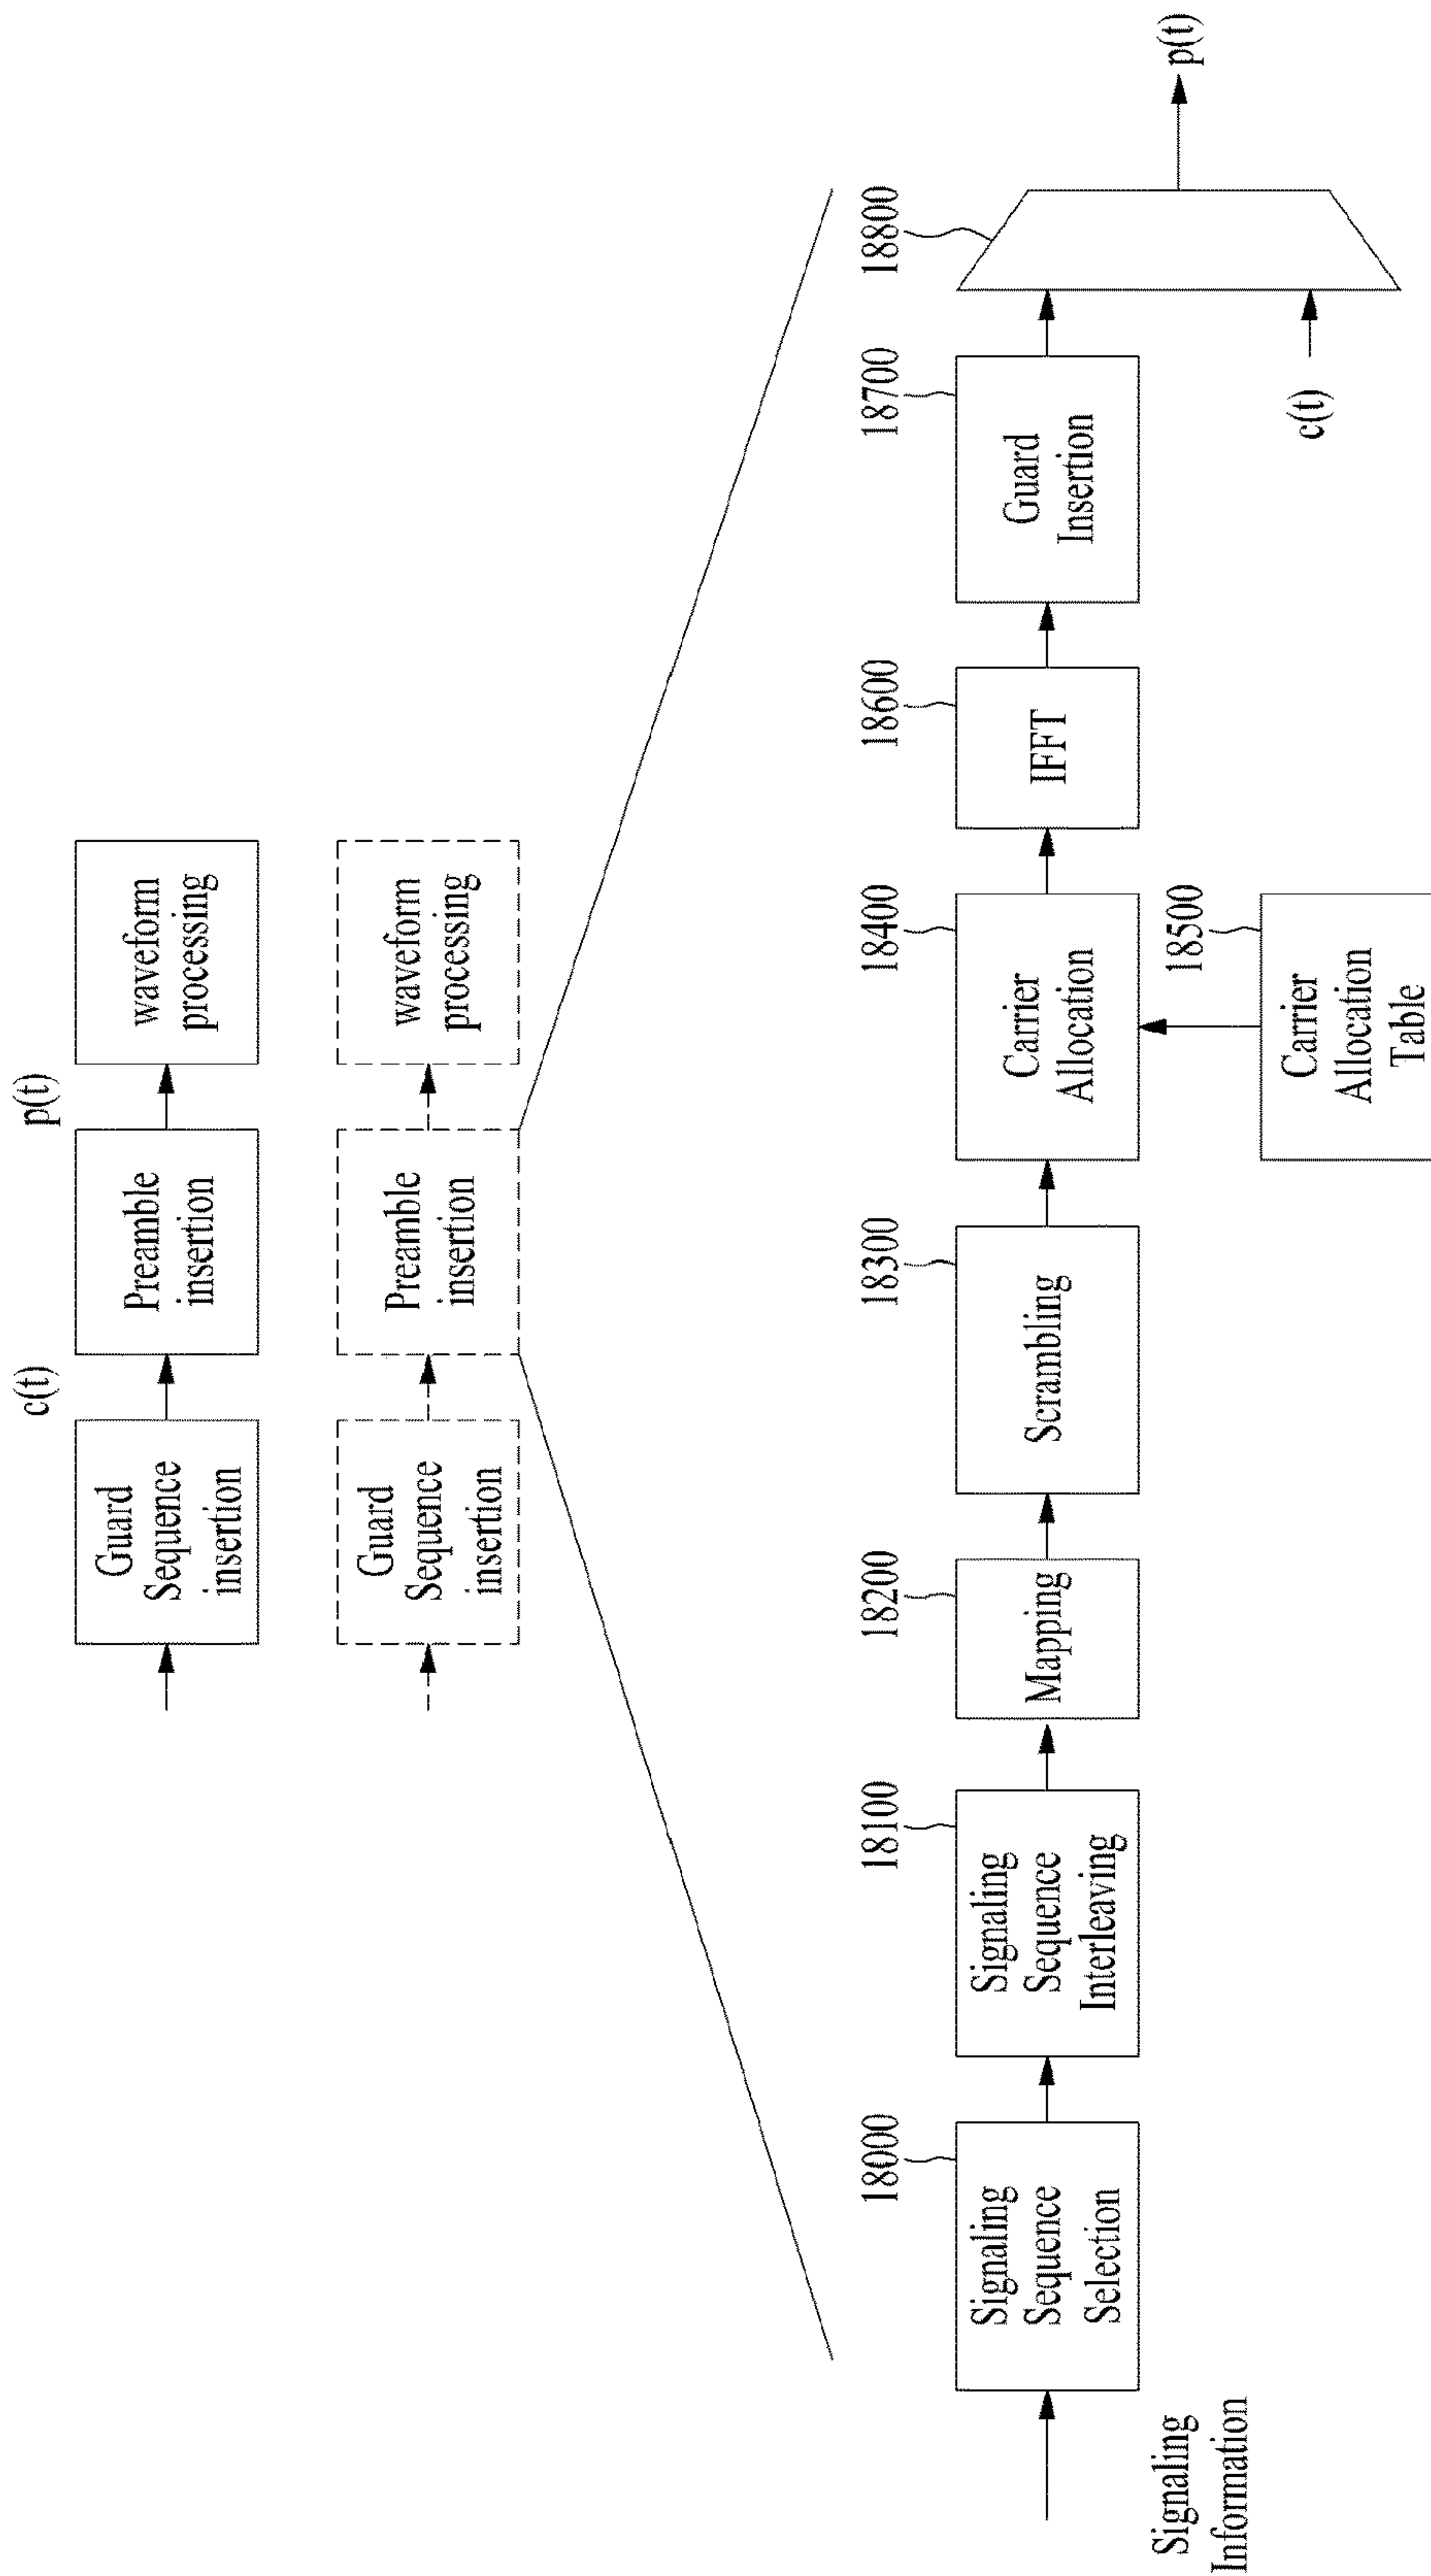 c(t)
p(t)
Guard
Sequence
insertion
Preamble
insertion
waveform
processing
Guard
Sequence
insertion
Preamble
insertion
waveform
processing
18000
18100
18200
18300
18400
18600
18700
18800
Signaling
Information
Signaling
Sequence
Selection
Signaling
Sequence
Interleaving
Mapping
Scrambling
Carrier
Allocation
IFFT
Guard
Insertion
p(t)
c(t)
18500
Carrier
Allocation
Table